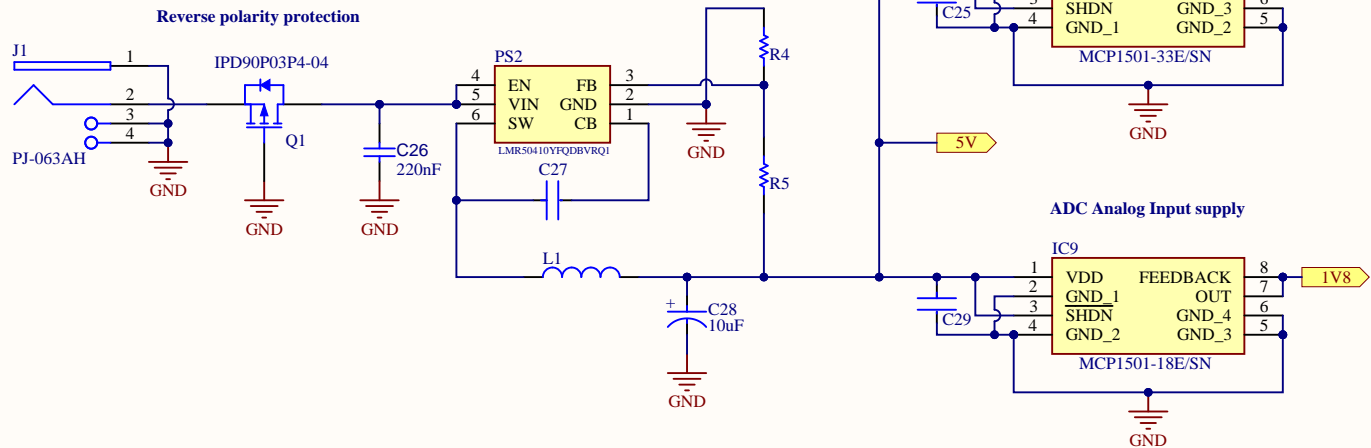 Reverse polarity protection
J1
1
2
3
4
PJ-063AH
GND
IPD90P03P4-04
Q1
GND
C26
220nF
GND
PS2
4 EN FB 3
5 VIN GND 2
6 SW CB 1
LMR50410YFQDBVRQ1
C27
L1
GND
R4
R5
C28
+
10uF
GND
5V
C25
SHDN GND_3
4 GND_1 GND_2 5
MCP1501-33E/SN
GND
ADC Analog Input supply
IC9
1 VDD FEEDBACK 8
2 GND_1 OUT 7
3 SHDN GND_4 6
4 GND_2 GND_3 5
MCP1501-18E/SN
C29
1V8
GND